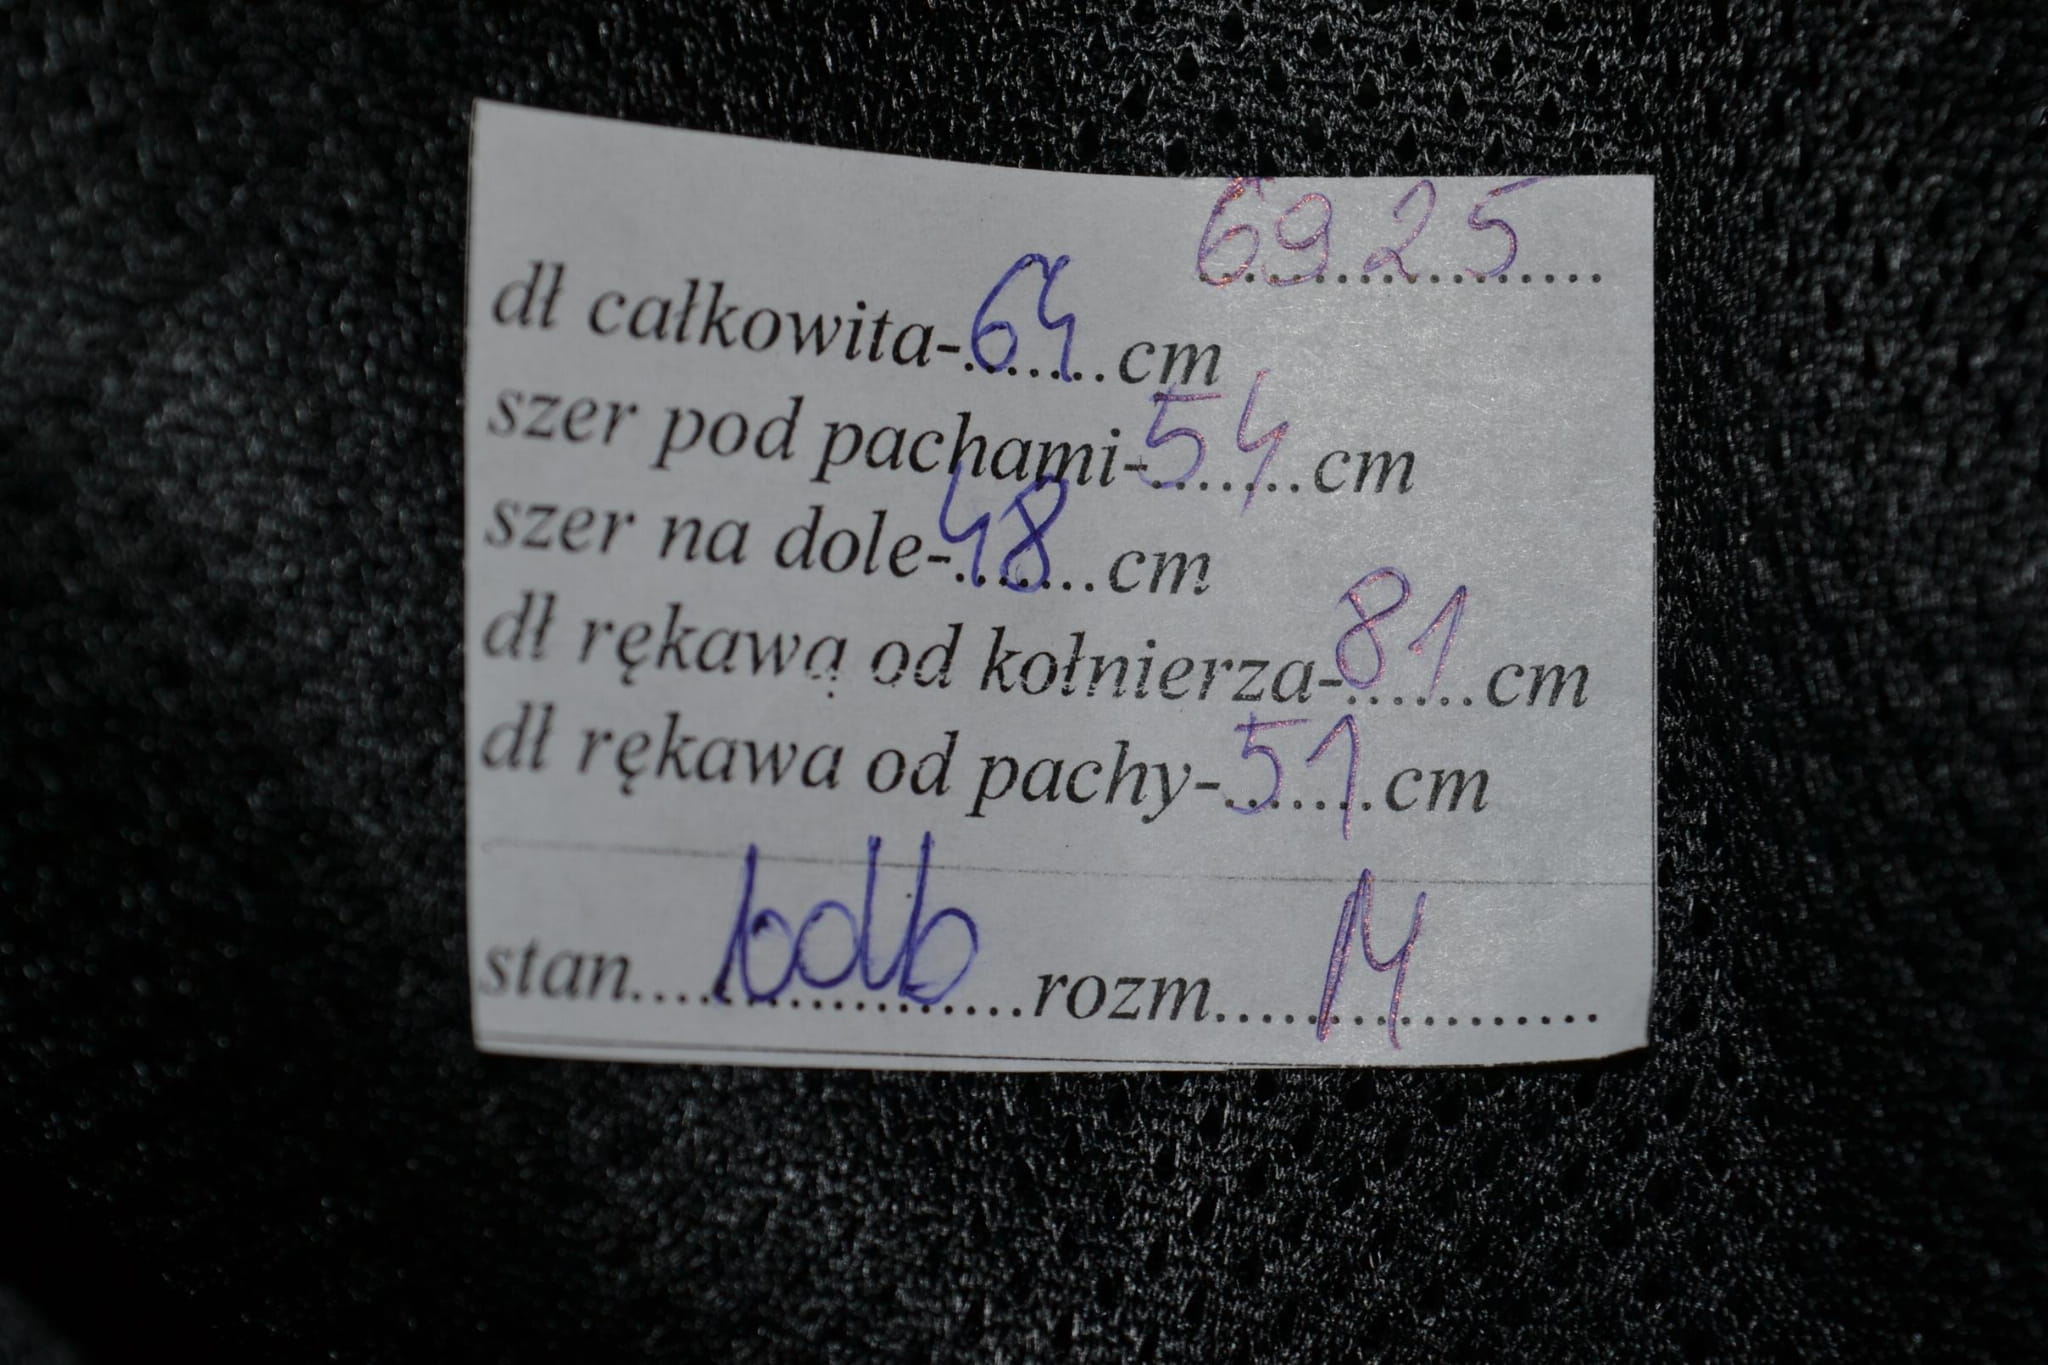 6925
dł całkowita-64cm
szer pod pachami-54cm
szer na dole-48cm
dł rękawa od kołnierza-81cm
dł rękawa od pachy-51cm
stan....bdb....rozm....M....